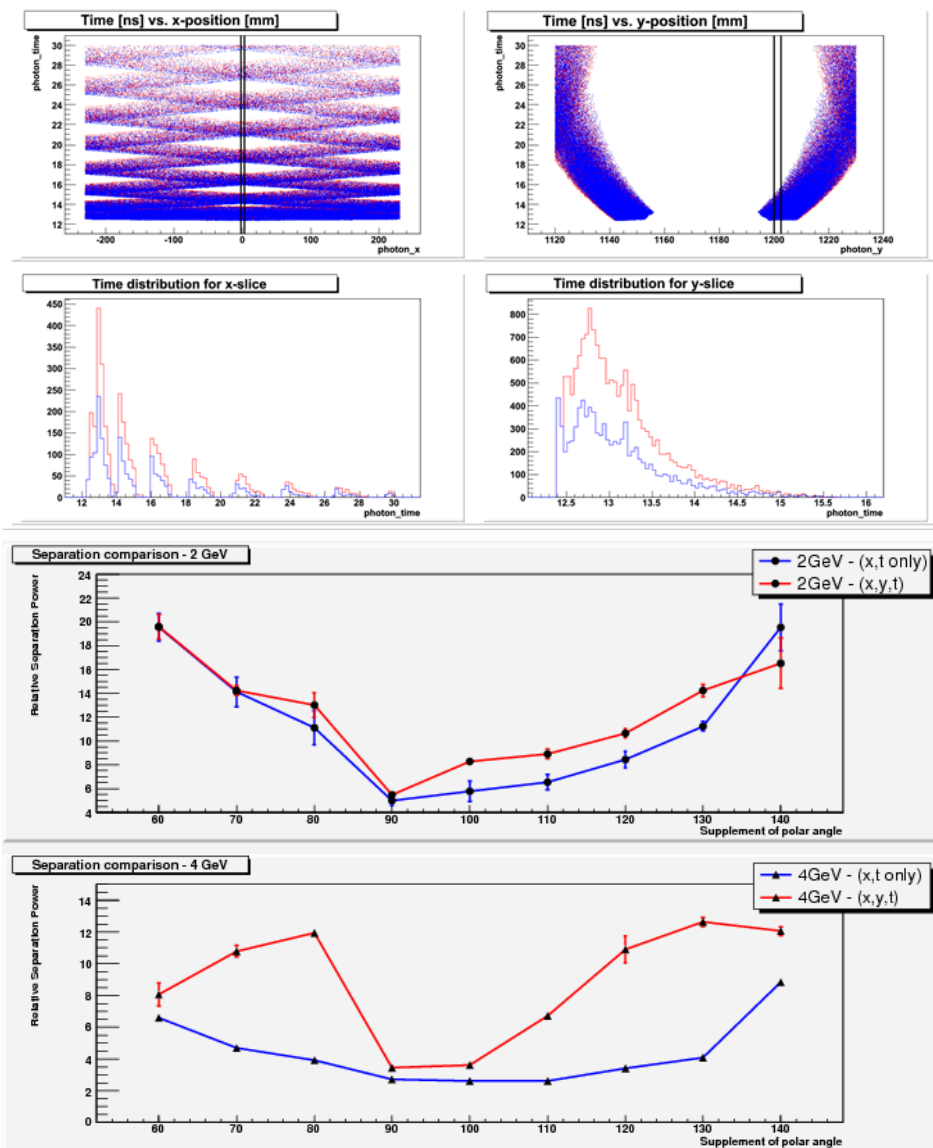 Time [ns] vs. x-position [mm]
photon_time
30
28
26
24
22
20
18
16
14
12
-200 -100 0 100 200
photon_x
Time [ns] vs. y-position [mm]
photon_time
30
28
26
24
22
20
18
16
14
12
1120 1140 1160 1180 1200 1220 1240
photon_y
Time distribution for x-slice
450
400
350
300
250
200
150
100
50
0
12 14 16 18 20 22 24 26 28 30
photon_time
Time distribution for y-slice
800
700
600
500
400
300
200
100
0
12.5 13 13.5 14 14.5 15 15.5 16
photon_time
Separation comparison - 2 GeV
2GeV - (x,t only)
2GeV - (x,y,t)
Relative Separation Power
24
22
20
18
16
14
12
10
8
6
4
60 70 80 90 100 110 120 130 140
Supplement of polar angle
Separation comparison - 4 GeV
4GeV - (x,t only)
4GeV - (x,y,t)
Relative Separation Power
14
12
10
8
6
4
2
0
60 70 80 90 100 110 120 130 140
Supplement of polar angle